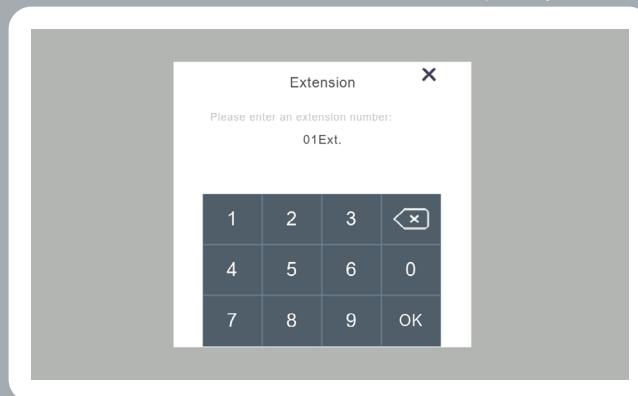 Extension
Please enter an extension number:
01Ext.
1 2 3
4 5 6 0
7 8 9 OK